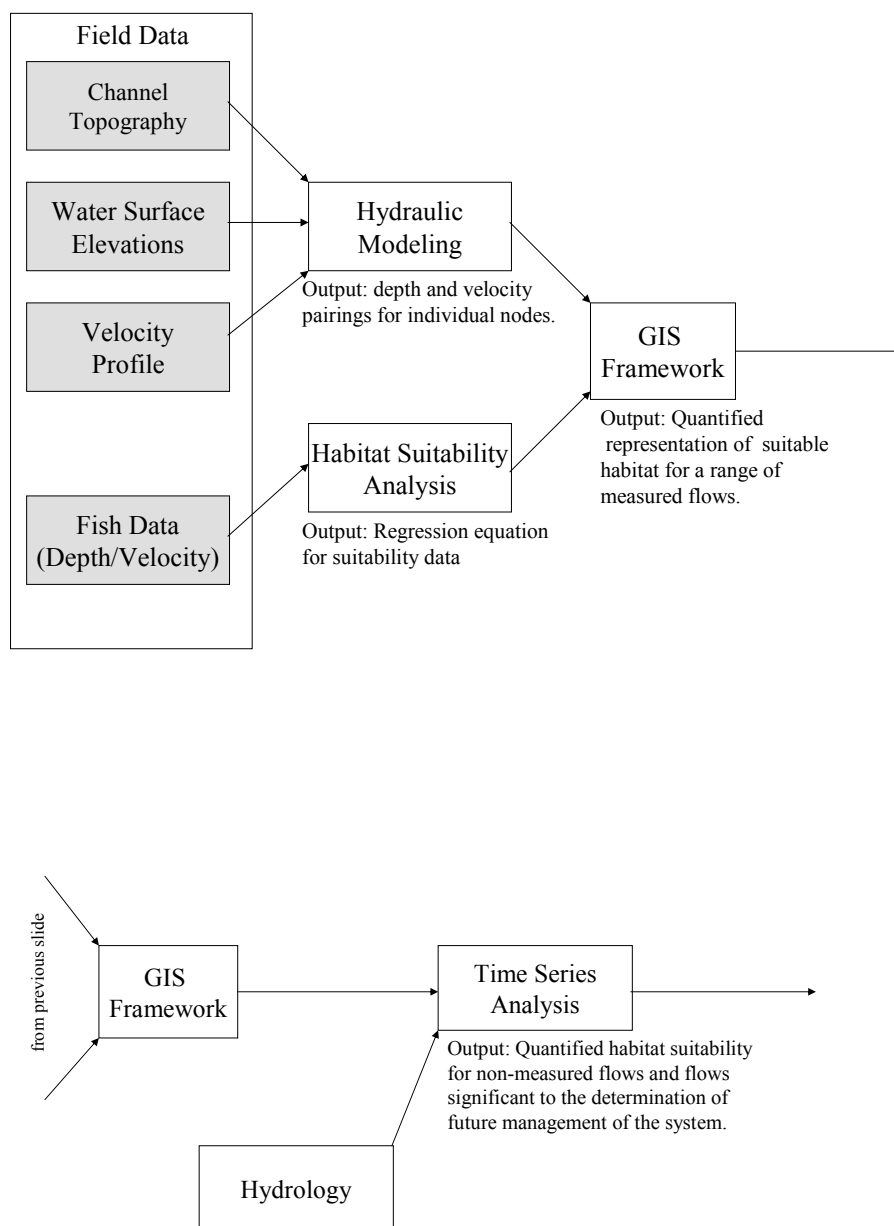 Field Data
Channel
Topography
Water Surface
Elevations
Velocity
Profile
Fish Data
(Depth/Velocity)
Hydraulic
Modeling
Output: depth and velocity
pairings for individual nodes.
Habitat Suitability
Analysis
Output: Regression equation
for suitability data
GIS
Framework
Output: Quantified
representation of suitable
habitat for a range of
measured flows.
from previous slide
GIS
Framework
Time Series
Analysis
Output: Quantified habitat suitability
for non-measured flows and flows
significant to the determination of
future management of the system.
Hydrology